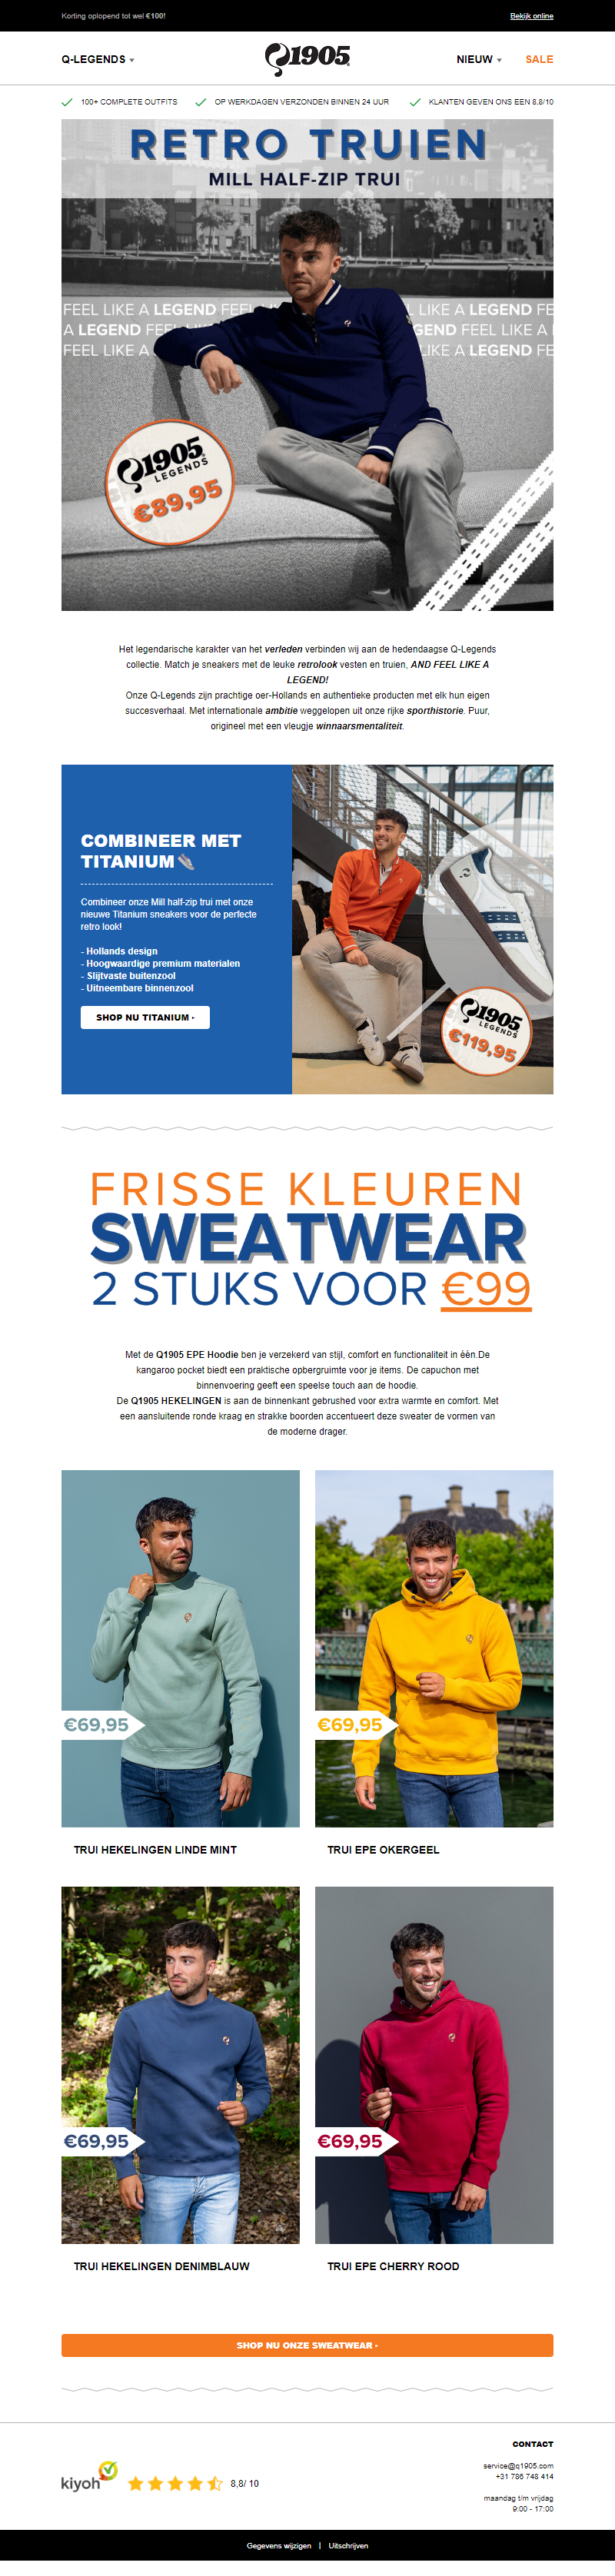 Korting oplopend tot wel €100!
Bekijk online
Q-LEGENDS
1905
NIEUW
SALE
100+ COMPLETE OUTFITS
OP WERKDAGEN VERZONDEN BINNEN 24 UUR
KLANTEN GEVEN ONS EEN 8,8/10
RETRO TRUIEN
MILL HALF-ZIP TRUI
FEEL LIKE A LEGEND FEEL LIKE A LEGEND FEEL LIKE A
A LEGEND FEEL LEGEND FEEL LIKE A
FEEL LIKE A LIKE A LEGEND FE
Q1905
LEGENDS
€89,95
Het legendarische karakter van het verleden verbinden wij aan de hedendaagse Q-Legends
collectie. Match je sneakers met de leuke retrolook vesten en truien, AND FEEL LIKE A
LEGEND!
Onze Q-Legends zijn prachtige oer-Hollands en authentieke producten met elk hun eigen
succesverhaal. Met internationale ambitie weggelopen uit onze rijke sporthistorie. Puur,
origineel met een vleugje winnaarsmentaliteit.
COMBINEER MET
TITANIUM👟
Combineer onze Mill half-zip trui met onze
nieuwe Titanium sneakers voor de perfecte
retro look!
- Hollands design
- Hoogwaardige premium materialen
- Slijtvaste buitenzool
- Uitneembare binnenzool
SHOP NU TITANIUM ›
Q1905
LEGENDS
€119,95
FRISSE KLEUREN
SWEATWEAR
2 STUKS VOOR €99
Met de Q1905 EPE Hoodie ben je verzekerd van stijl, comfort en functionaliteit in één.De
kangaroo pocket biedt een praktische opbergruimte voor je items. De capuchon met
binnenvoering geeft een speelse touch aan de hoodie.
De Q1905 HEKELINGEN is aan de binnenkant gebrushed voor extra warmte en comfort. Met
een aansluitende ronde kraag en strakke boorden accentueert deze sweater de vormen van
de moderne drager.
€69,95
€69,95
TRUI HEKELINGEN LINDE MINT
TRUI EPE OKERGEEL
€69,95
€69,95
TRUI HEKELINGEN DENIMBLAUW
TRUI EPE CHERRY ROOD
SHOP NU ONZE SWEATWEAR ›
CONTACT
kiyoh
8,8/ 10
service@q1905.com
+31 786 748 414
maandag t/m vrijdag
9:00 - 17:00
Gegevens wijzigen | Uitschrijven